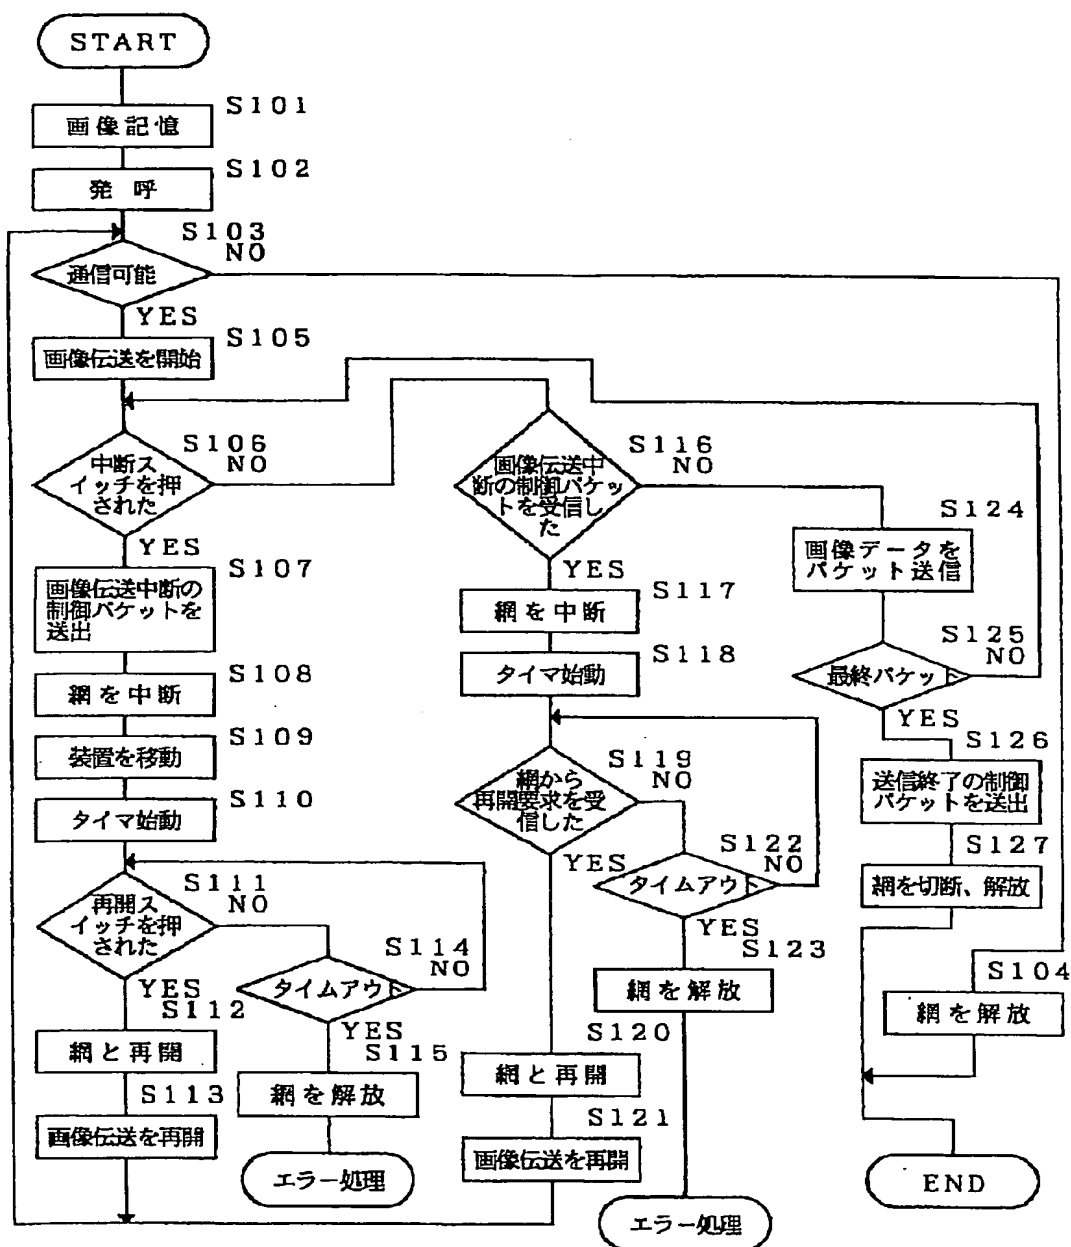 START
S101
画像記憶
S102
発 呼
S103
NO
通信可能
YES
S105
画像伝送を開始
S106
NO
中断ス
イッチを押
された
YES
S107
画像伝送中断の
制御パケットを
送出
S108
網を中断
S109
装置を移動
S110
タイマ始動
S111
NO
再開ス
イッチを押
された
YES
S112
網と再開
S113
画像伝送を再開
S114
NO
タイムアウト
YES
S115
網を解放
エラー処理
S116
NO
画像伝送中
断の制御パケッ
トを受信し
た
YES
S117
網を中断
S118
タイマ始動
S119
NO
網から
再開要求を受
信した
YES
S120
網と再開
S121
画像伝送を再開
S122
NO
タイムアウト
YES
S123
網を解放
エラー処理
S124
画像データを
パケット送信
S125
NO
最終パケット
YES
S126
送信終了の制御
パケットを送出
S127
網を切断、解放
S104
網を解放
END